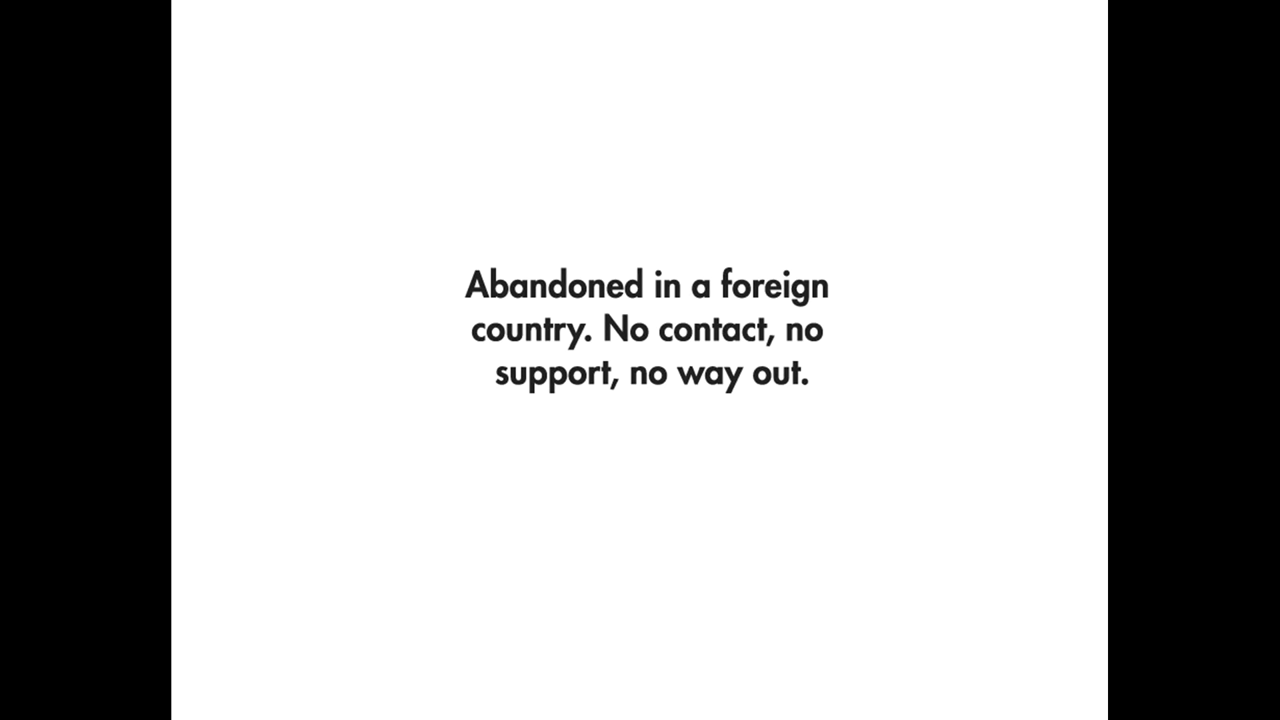 Abandoned in a foreign
country. No contact, no
support, no way out.